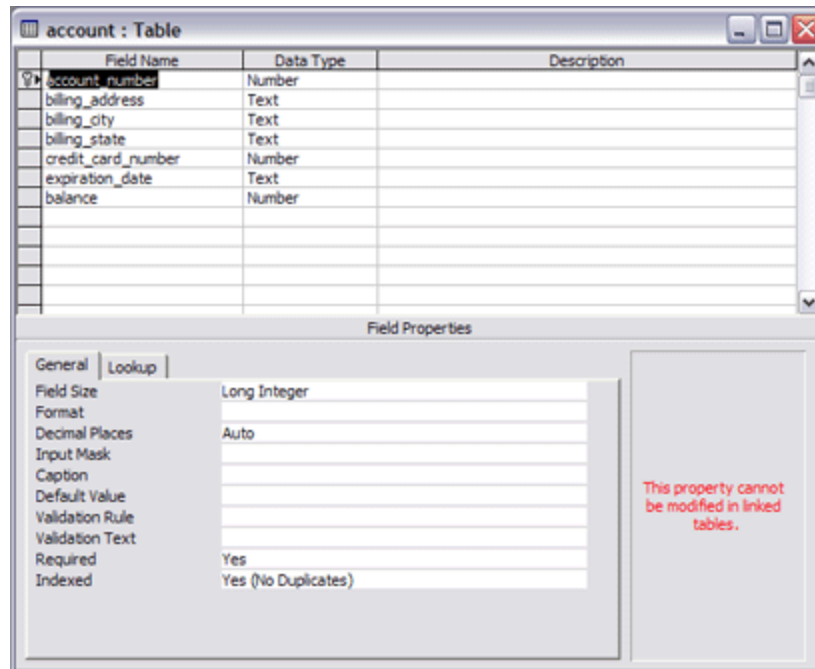 account : Table
Field Name Data Type Description
account_number Number
billing_address Text
billing_city Text
billing_state Text
credit_card_number Number
expiration_date Text
balance Number
Field Properties
General Lookup
Field Size Long Integer
Format
Decimal Places Auto
Input Mask
Caption
Default Value
Validation Rule
Validation Text
Required Yes
Indexed Yes (No Duplicates)
This property cannot
be modified in linked
tables.